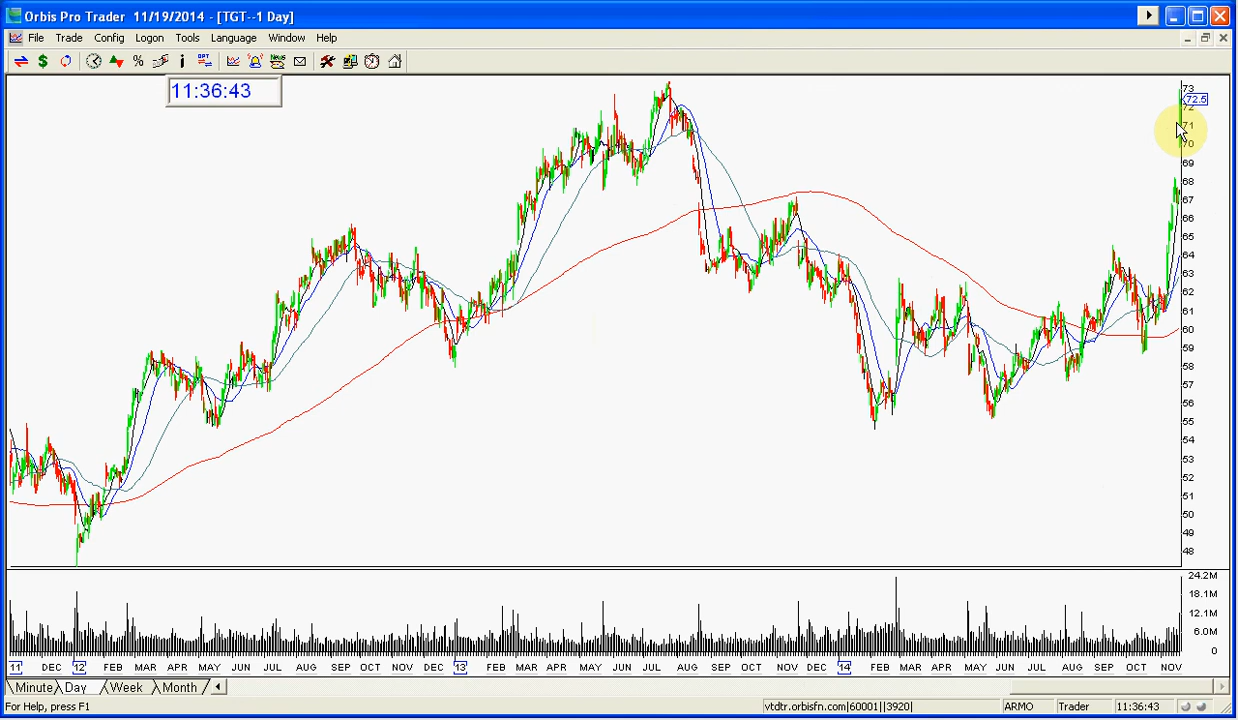 Orbis Pro Trader 11/19/2014 - [TGT--1 Day]
File Trade Config Logon Tools Language Window Help
$ % i OPT News
11:36:43
73
72.5
72
71
70
69
68
67
66
65
64
63
62
61
60
59
58
57
56
55
54
53
52
51
50
49
48
24.2M
18.1M
12.1M
6.0M
0
11 DEC 12 FEB MAR APR MAY JUN JUL AUG SEP OCT NOV DEC 13 FEB MAR APR MAY JUN JUL AUG SEP OCT NOV DEC 14 FEB MAR APR MAY JUN JUL AUG SEP OCT NOV
Minute Day Week Month
For Help, press F1 vtdtr.orbisfn.com|60001||3920| ARMO Trader 11:36:43